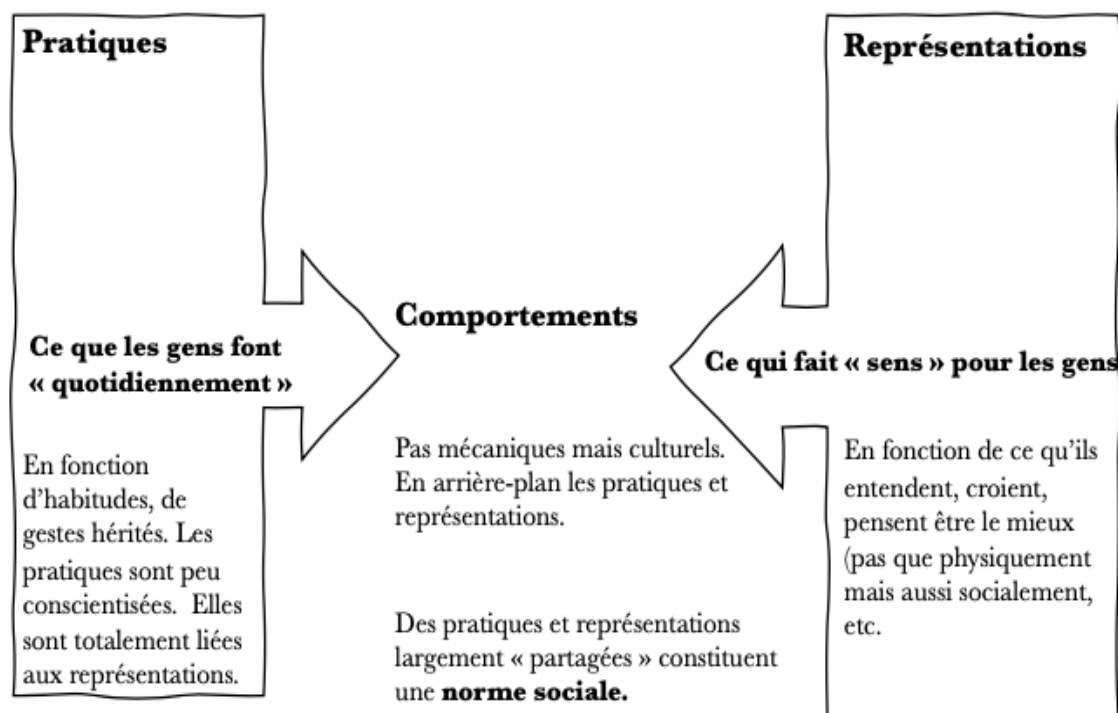 Pratiques
Ce que les gens font
« quotidiennement »
En fonction
d’habitudes, de
gestes hérités. Les
pratiques sont peu
conscientisées.  Elles
sont totalement liées
aux représentations.
Comportements
Pas mécaniques mais culturels.
En arrière-plan les pratiques et
représentations.
Des pratiques et représentations
largement « partagées » constituent
une norme sociale.
Représentations
Ce qui fait « sens » pour les gens
En fonction de ce qu’ils
entendent, croient,
pensent être le mieux
(pas que physiquement
mais aussi socialement,
etc.